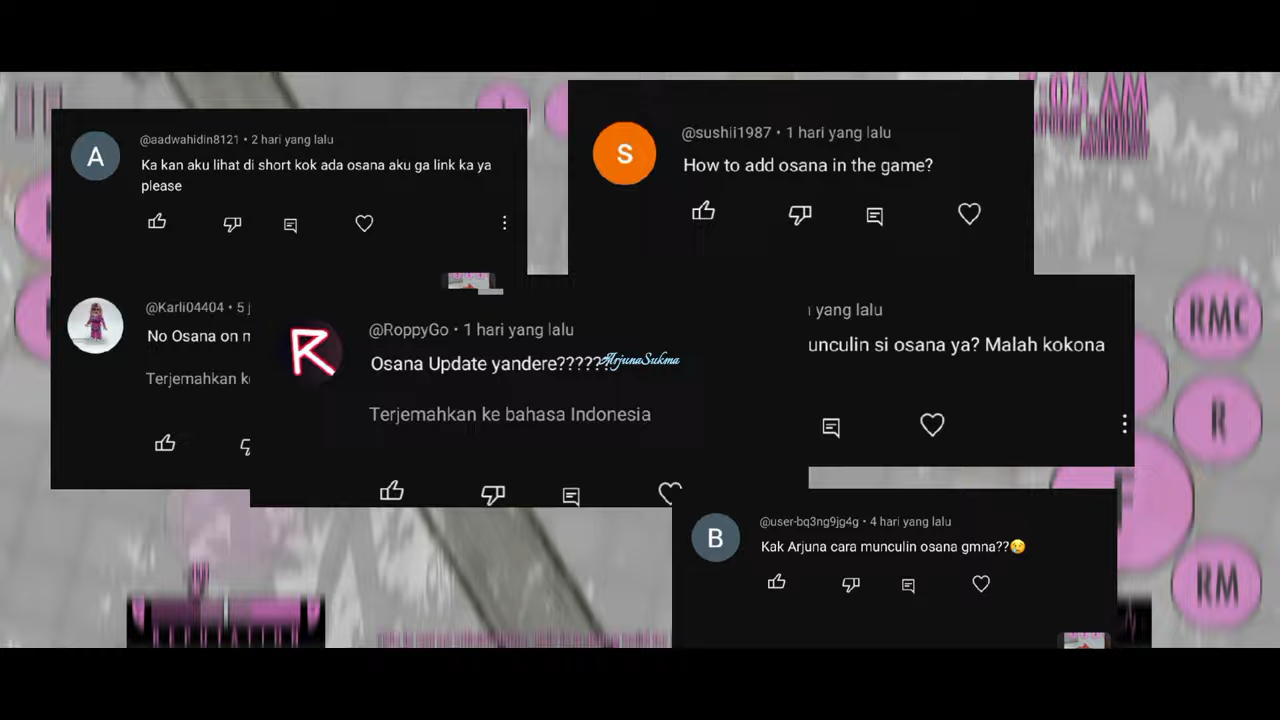 @aadwahidin8121 • 2 hari yang lalu
Ka kan aku lihat di short kok ada osana aku ga link ka ya
please
A
@sushii1987 • 1 hari yang lalu
How to add osana in the game?
S
:05 AM
@Karli04404 • 5
No Osana on
Terjemahkan
@RoppyGo • 1 hari yang lalu
Osana Update yandere??????
ArjunaSukma
Terjemahkan ke bahasa Indonesia
R
yang lalu
unculin si osana ya? Malah kokona
RMC
R
@user-bq3ng9jg4g • 4 hari yang lalu
Kak Arjuna cara munculin osana gmna??😢
B
RM